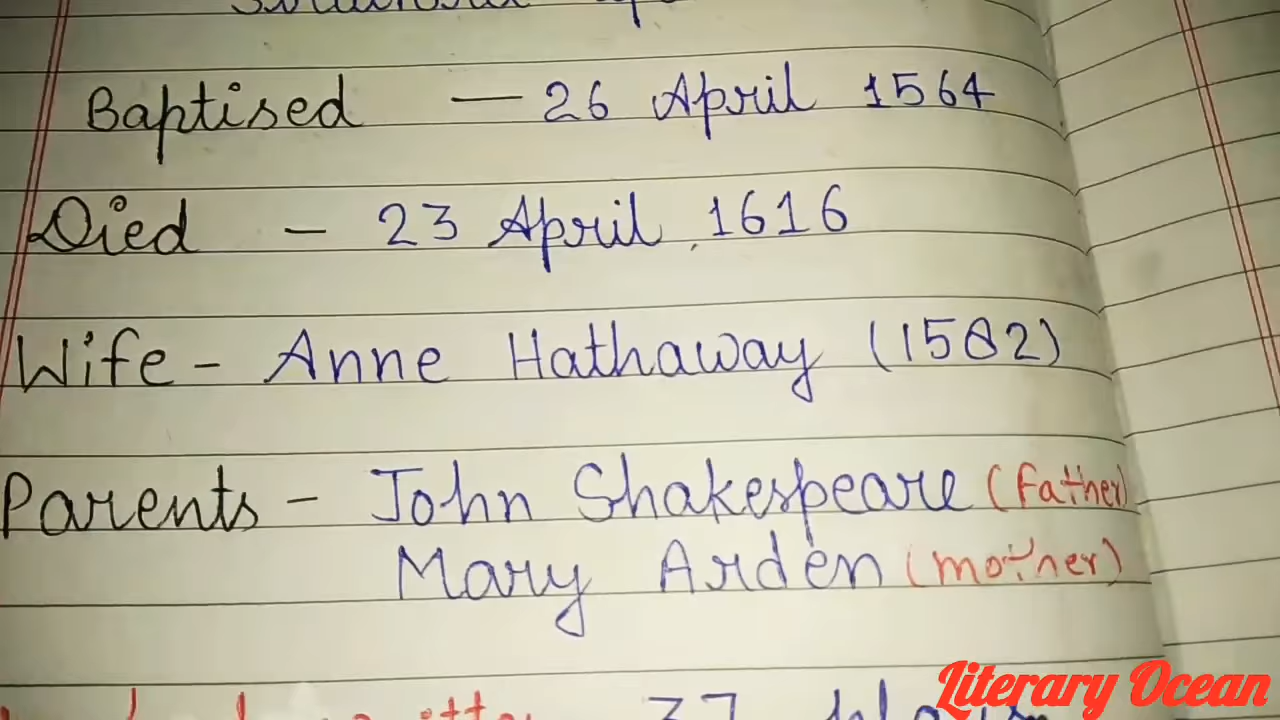 Baptised — 26 April 1564
Died – 23 April 1616
Wife - Anne Hathaway (1582)
Parents - John Shakespeare (father)
Mary Arden (mother)
37
Literary Ocean